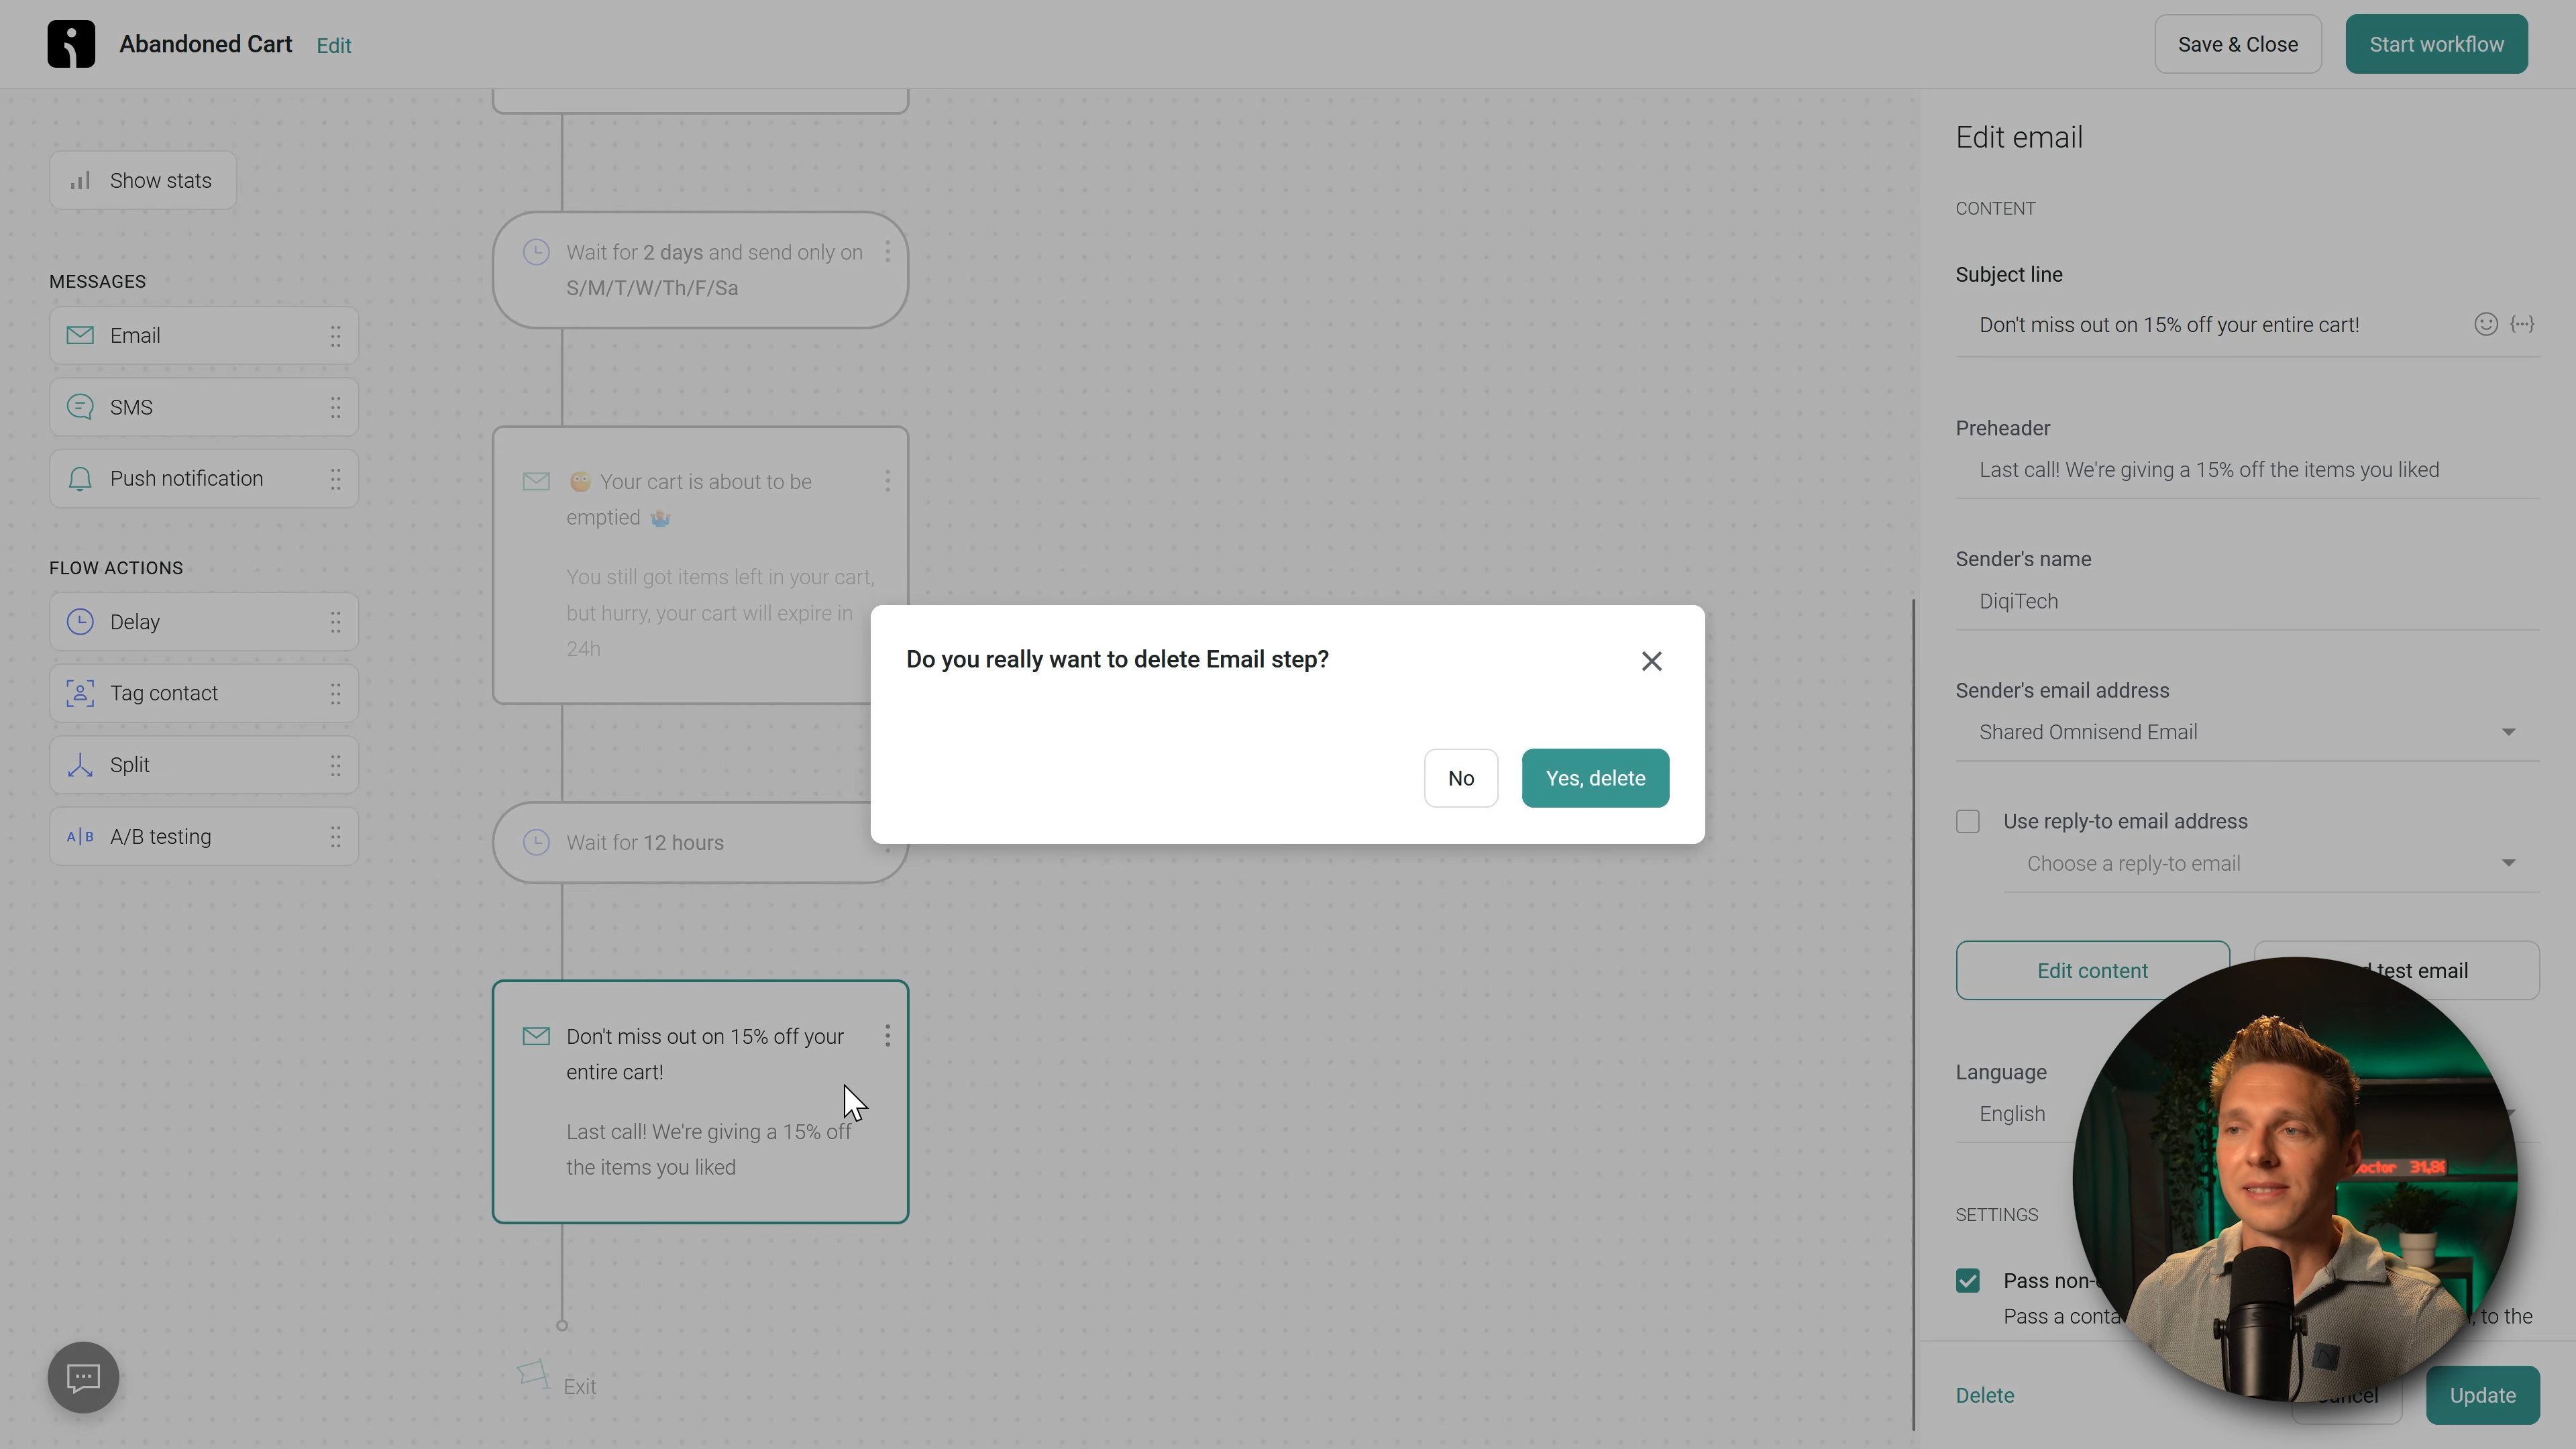 Abandoned Cart Edit
Save & Close
Start workflow
Show stats
MESSAGES
Email
SMS
Push notification
FLOW ACTIONS
Delay
Tag contact
Split
A|B A/B testing
Wait for 2 days and send only on
S/M/T/W/Th/F/Sa
Your cart is about to be
emptied
You still got items left in your cart,
but hurry, your cart will expire in
24h
Wait for 12 hours
Don't miss out on 15% off your
entire cart!
Last call! We're giving a 15% off
the items you liked
Exit
Do you really want to delete Email step?
No
Yes, delete
Edit email
CONTENT
Subject line
Don't miss out on 15% off your entire cart!
Preheader
Last call! We're giving a 15% off the items you liked
Sender's name
DiqiTech
Sender's email address
Shared Omnisend Email
Use reply-to email address
Choose a reply-to email
Edit content
test email
Language
English
SETTINGS
Pass non-
Pass a conta
to the
Delete
Update